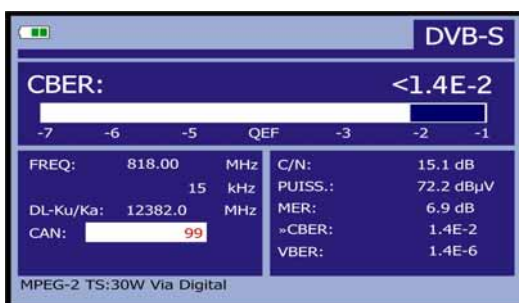 DVB-S
CBER: <1.4E-2
-7 -6 -5 QEF -3 -2 -1
FREQ: 818.00 MHz
15 kHz
DL-Ku/Ka: 12382.0 MHz
CAN: 99
C/N: 15.1 dB
PUISS.: 72.2 dBµV
MER: 6.9 dB
»CBER: 1.4E-2
VBER: 1.4E-6
MPEG-2 TS:30W Via Digital